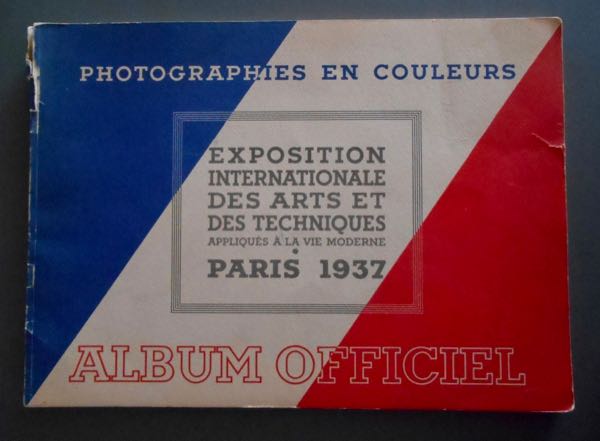 PHOTOGRAPHIES EN COULEURS
EXPOSITION
INTERNATIONALE
DES ARTS ET
DES TECHNIQUES
APPLIQUÉS À LA VIE MODERNE
•
PARIS 1937
ALBUM OFFICIEL